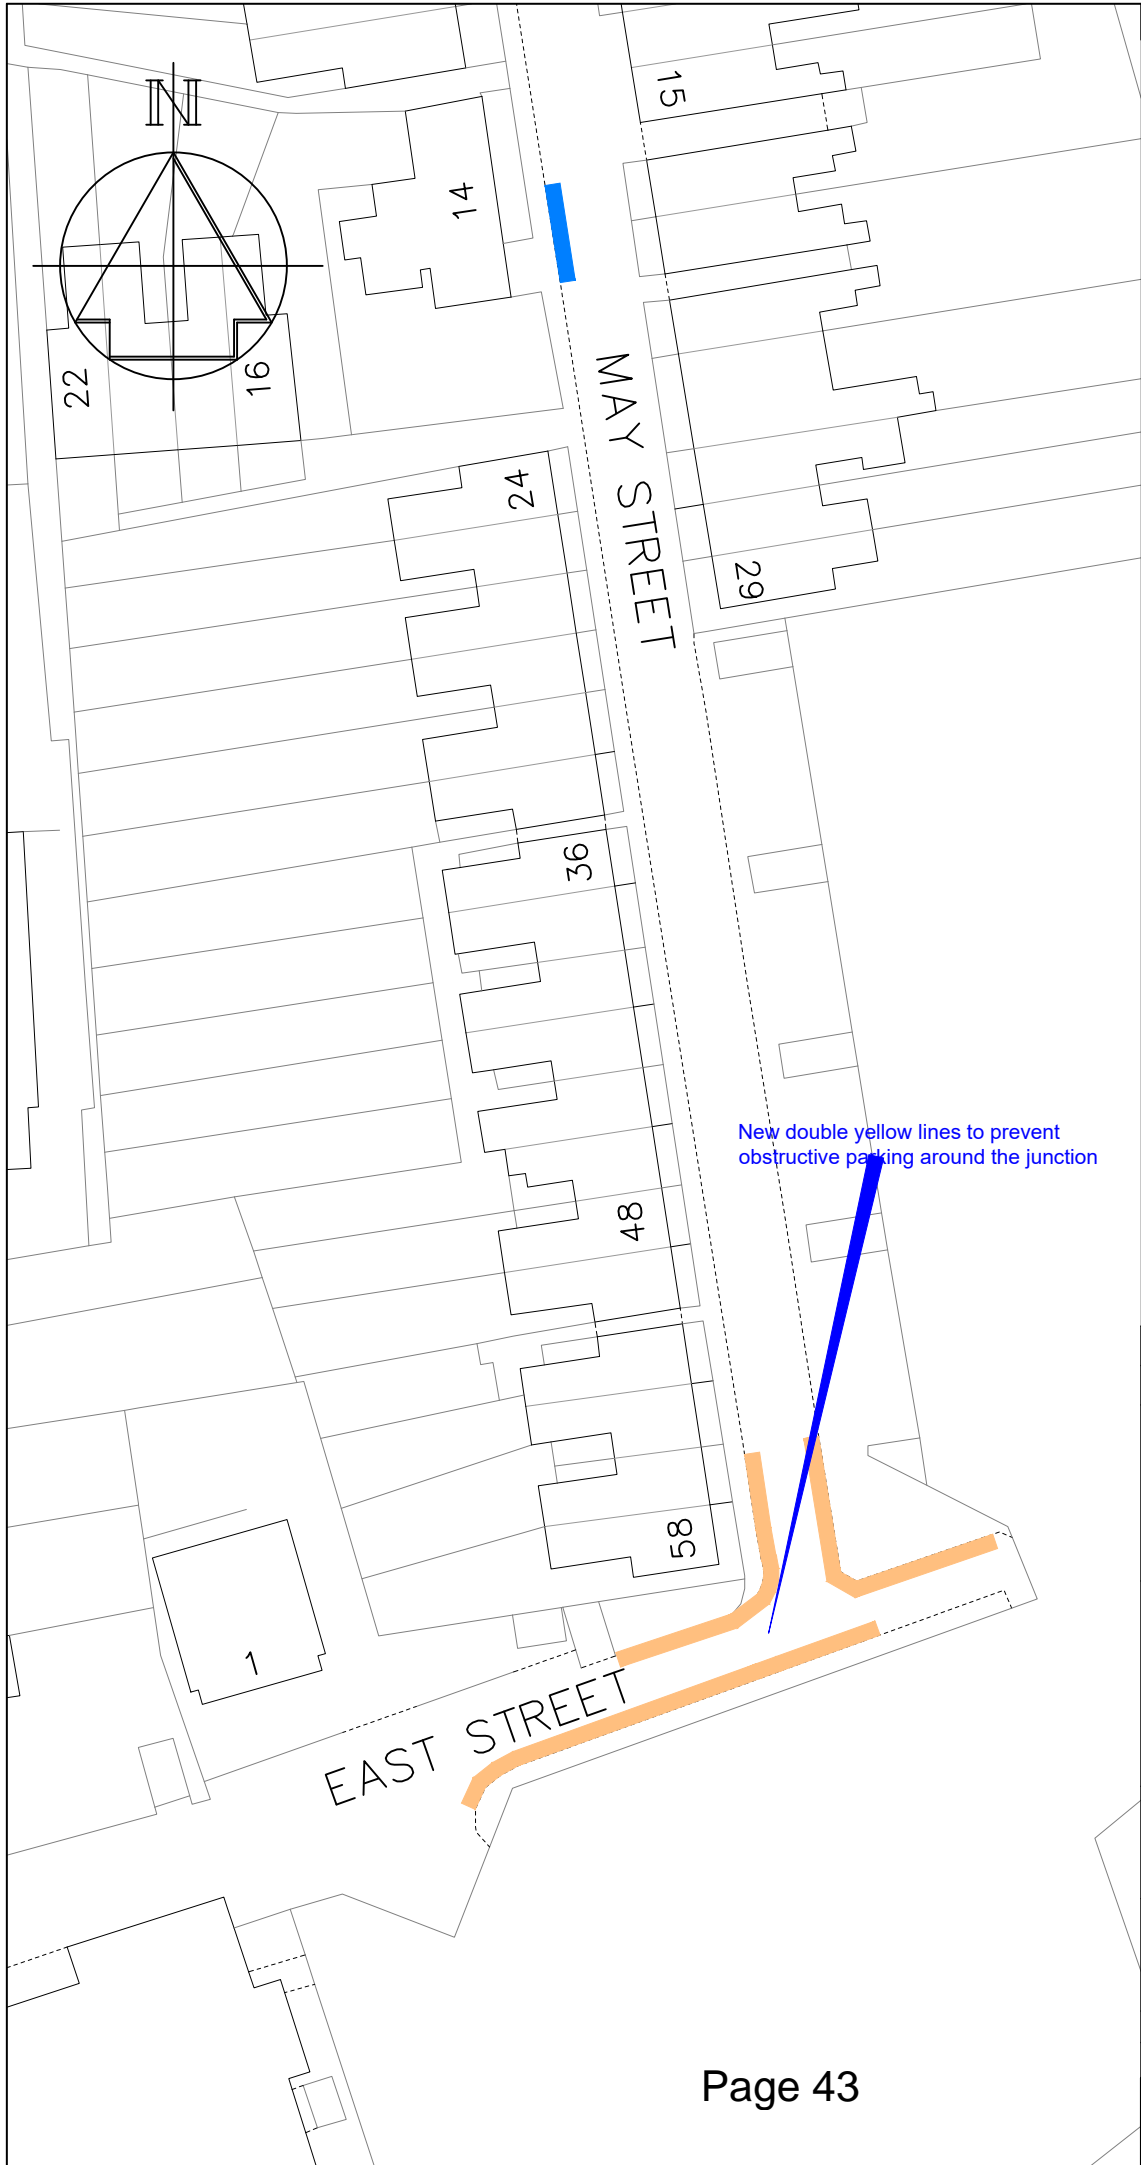 N
15
14
22
16
MAY STREET
24
29
36
New double yellow lines to prevent
obstructive parking around the junction
48
58
1
EAST STREET
Page 43